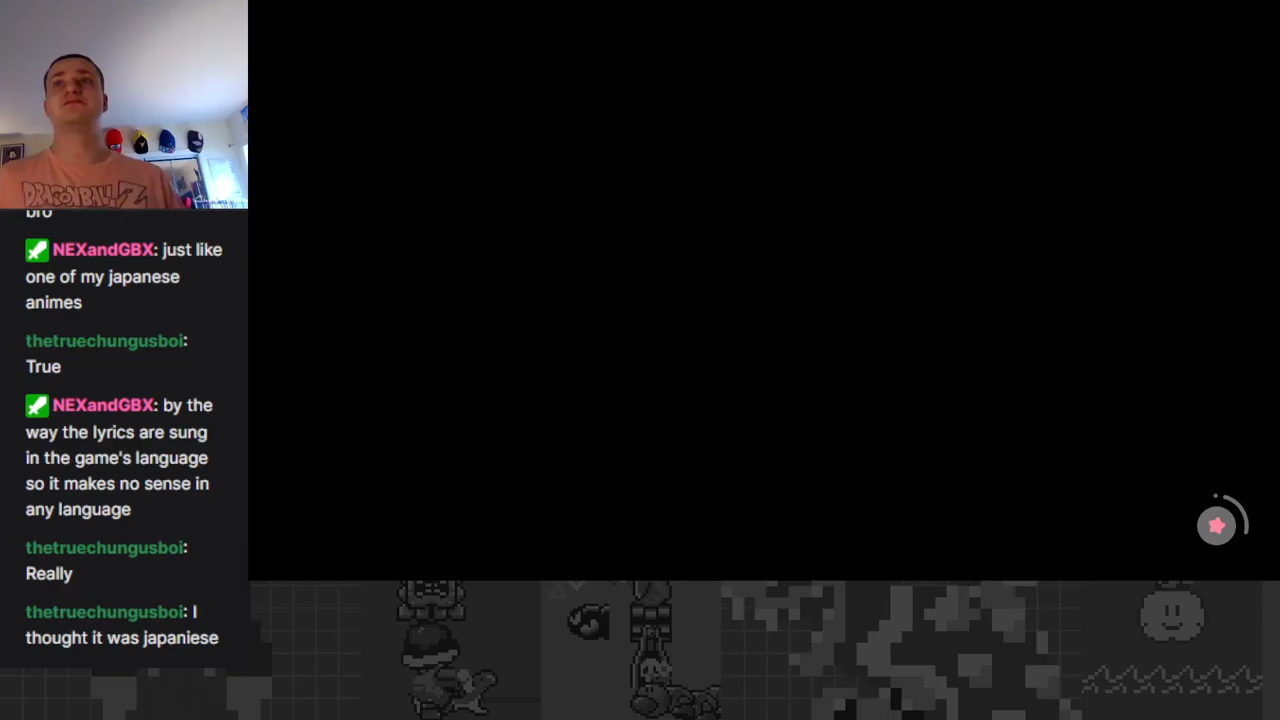 DRAGONBALL Z
bro
NEXandGBX: just like
one of my japanese
animes
thetruechungusboi:
True
NEXandGBX: by the
way the lyrics are sung
in the game's language
so it makes no sense in
any language
thetruechungusboi:
Really
thetruechungusboi: I
thought it was japaniese